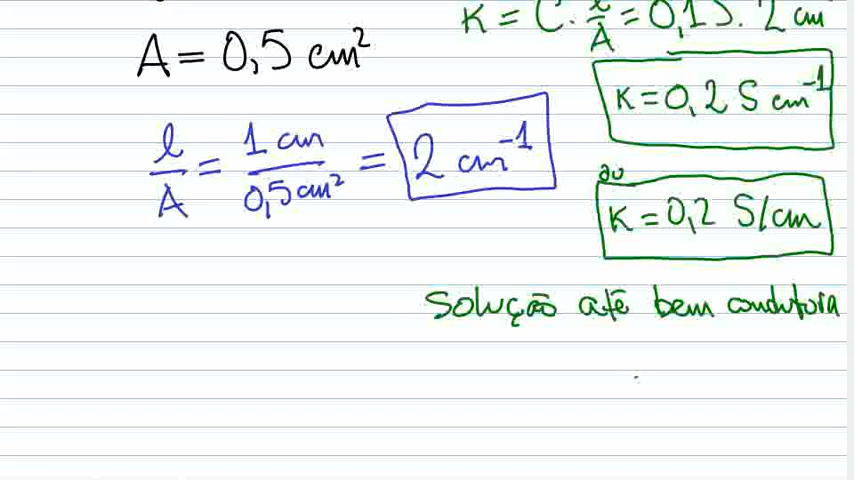 K = C. l/A = 0,1 S. 2 cm
A = 0,5 cm²
K = 0,2 S cm⁻¹
l/A = 1 cm/0,5 cm² = 2 cm⁻¹
ou
K = 0,2 S/cm
Solução até bem condutora